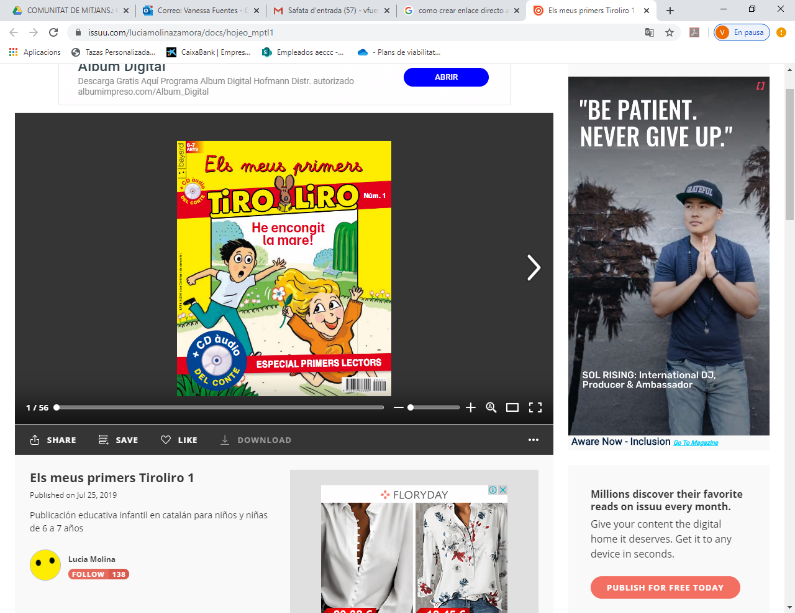 COMUNITAT DE MITJANS.
Correo: Vanessa Fuentes - O
Safata d'entrada (57) - vfue
como crear enlace directo a
Els meus primers Tiroliro 1
issuu.com/luciamolinazamora/docs/hojeo_mptl1
V En pausa
Aplicacions
Tazas Personalizada...
CaixaBank | Empres...
Empleados aeccc -...
- Plans de viabilitat...
Album Digital
Descarga Gratis Aquí Programa Album Digital Hofmann Distr. autorizado
albumimpreso.com/Album_Digital
ABRIR
6-7
ANYS
Els meus primers
+ CD àudio
DEL CONTE
TiROLiRO
Núm. 1
He encongit
la mare!
+ CD àudio
DEL CONTE
ESPECIAL PRIMERS LECTORS
1 / 56
SHARE
SAVE
LIKE
DOWNLOAD
Els meus primers Tiroliro 1
Published on Jul 25, 2019
Publicación educativa infantil en catalán para niños y niñas
de 6 a 7 años
Lucia Molina
FOLLOW 138
FLORYDAY
"BE PATIENT.
NEVER GIVE UP."
GRATEFUL
SOL RISING: International DJ,
Producer & Ambassador
Aware Now - Inclusion Go To Magazine
Millions discover their favorite
reads on issuu every month.
Give your content the digital
home it deserves. Get it to any
device in seconds.
PUBLISH FOR FREE TODAY